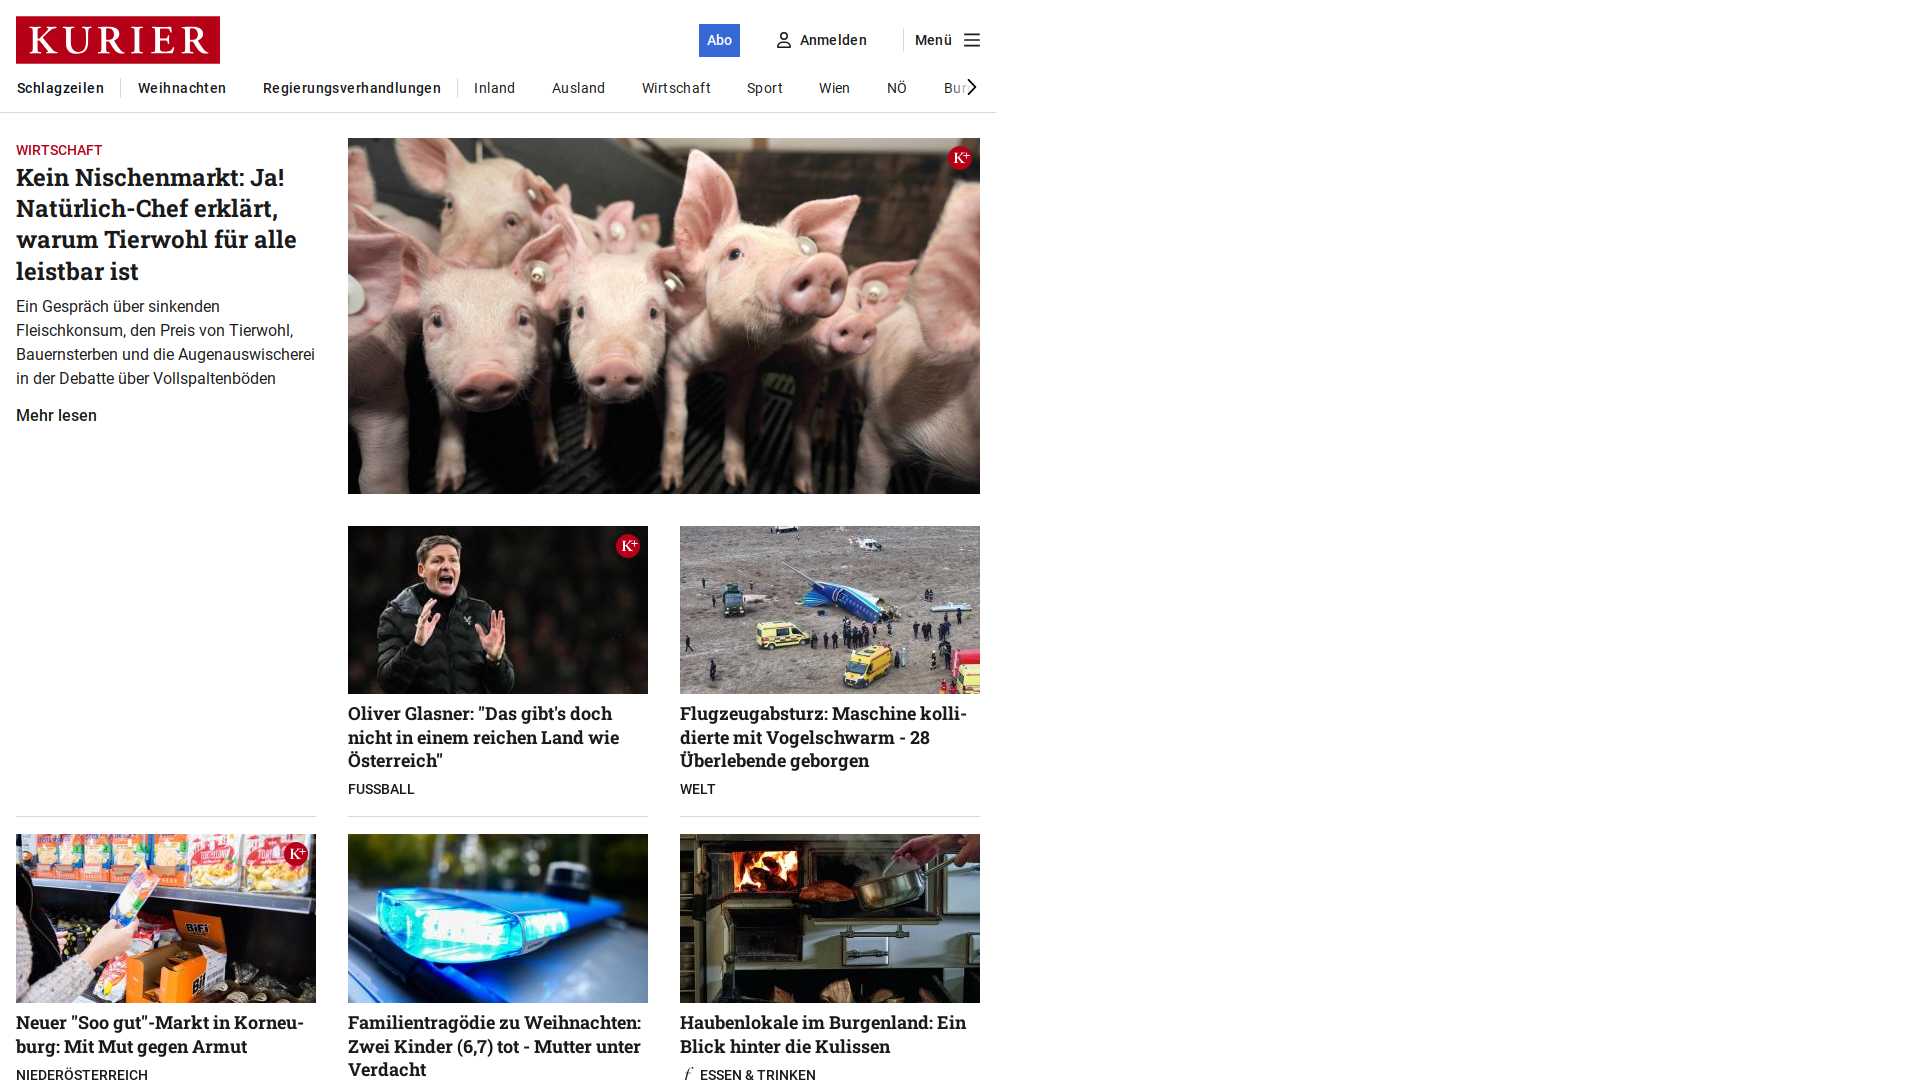 KURIER
Abo
Anmelden
Menü
Schlagzeilen
Weihnachten
Regierungsverhandlungen
Inland
Ausland
Wirtschaft
Sport
Wien
NÖ
Bur
WIRTSCHAFT
Kein Nischenmarkt: Ja!
Natürlich-Chef erklärt,
warum Tierwohl für alle
leistbar ist
Ein Gespräch über sinkenden
Fleischkonsum, den Preis von Tierwohl,
Bauernsterben und die Augenauswischerei
in der Debatte über Vollspaltenböden
Mehr lesen
K+
K+
Oliver Glasner: "Das gibt's doch
nicht in einem reichen Land wie
Österreich"
FUSSBALL
Flugzeugabsturz: Maschine kolli-
dierte mit Vogelschwarm - 28
Überlebende geborgen
WELT
K+
BiFi
Neuer "Soo gut"-Markt in Korneu-
burg: Mit Mut gegen Armut
NIEDERÖSTERREICH
Familientragödie zu Weihnachten:
Zwei Kinder (6,7) tot - Mutter unter
Verdacht
Haubenlokale im Burgenland: Ein
Blick hinter die Kulissen
f ESSEN & TRINKEN